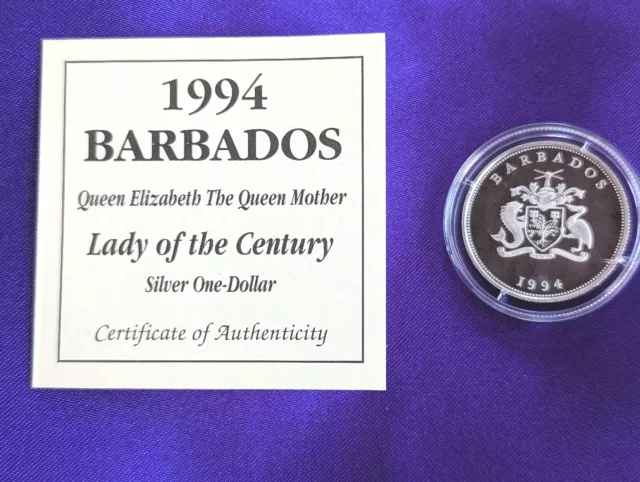 1994
BARBADOS
Queen Elizabeth The Queen Mother
Lady of the Century
Silver One-Dollar
Certificate of Authenticity
BARBADOS
1994